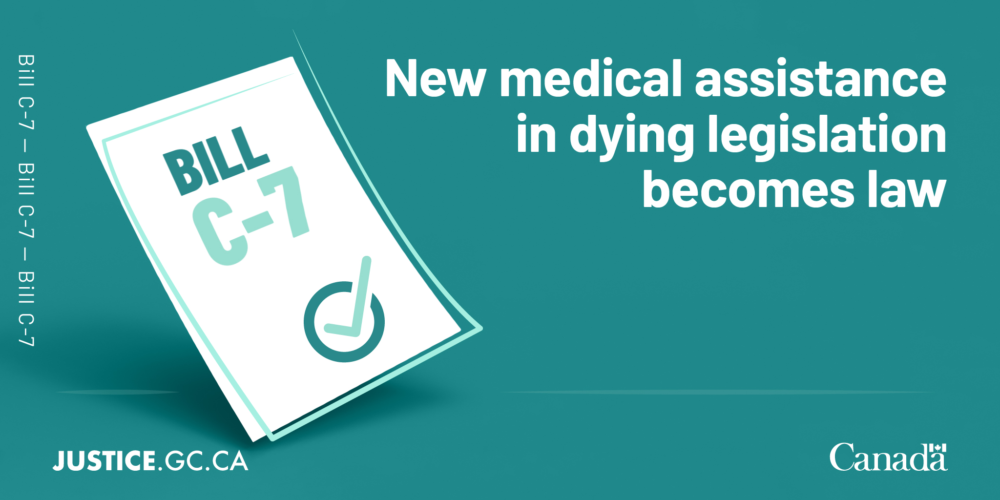 Bill C-7 — Bill C-7 — Bill C-7
BILL
C-7
New medical assistance
in dying legislation
becomes law
JUSTICE.GC.CA
Canada